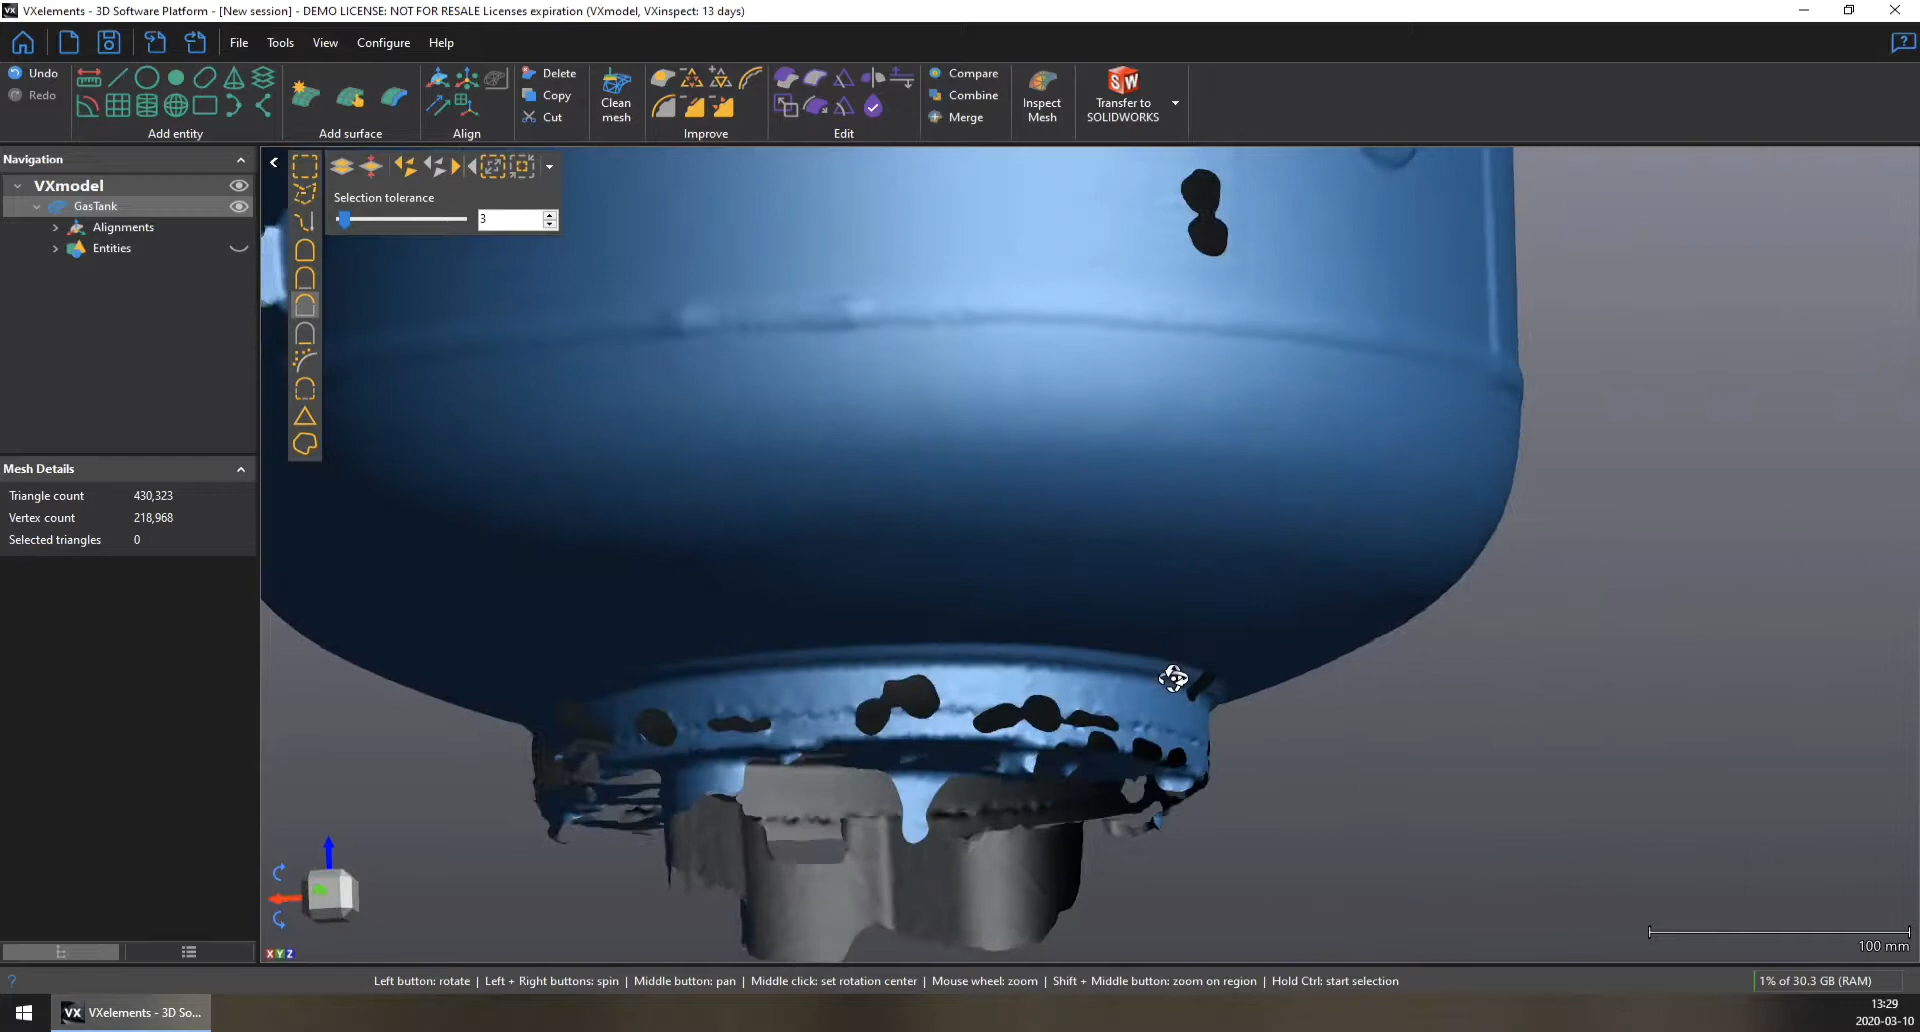 VXelements - 3D Software Platform - [New session] - DEMO LICENSE: NOT FOR RESALE Licenses expiration (VXmodel, VXinspect: 13 days)
File Tools View Configure Help
Undo
Redo
Add entity
Add surface
Align
Delete
Copy
Cut
Clean
mesh
Improve
Edit
Compare
Combine
Merge
Inspect
Mesh
SW
Transfer to
SOLIDWORKS
Navigation
VXmodel
GasTank
Alignments
Entities
Selection tolerance
3
Mesh Details
Triangle count 430,323
Vertex count 218,968
Selected triangles 0
XYZ
100 mm
Left button: rotate | Left + Right buttons: spin | Middle button: pan | Middle click: set rotation center | Mouse wheel: zoom | Shift + Middle button: zoom on region | Hold Ctrl: start selection
1% of 30.3 GB (RAM)
VX VXelements - 3D So...
13:29
2020-03-10